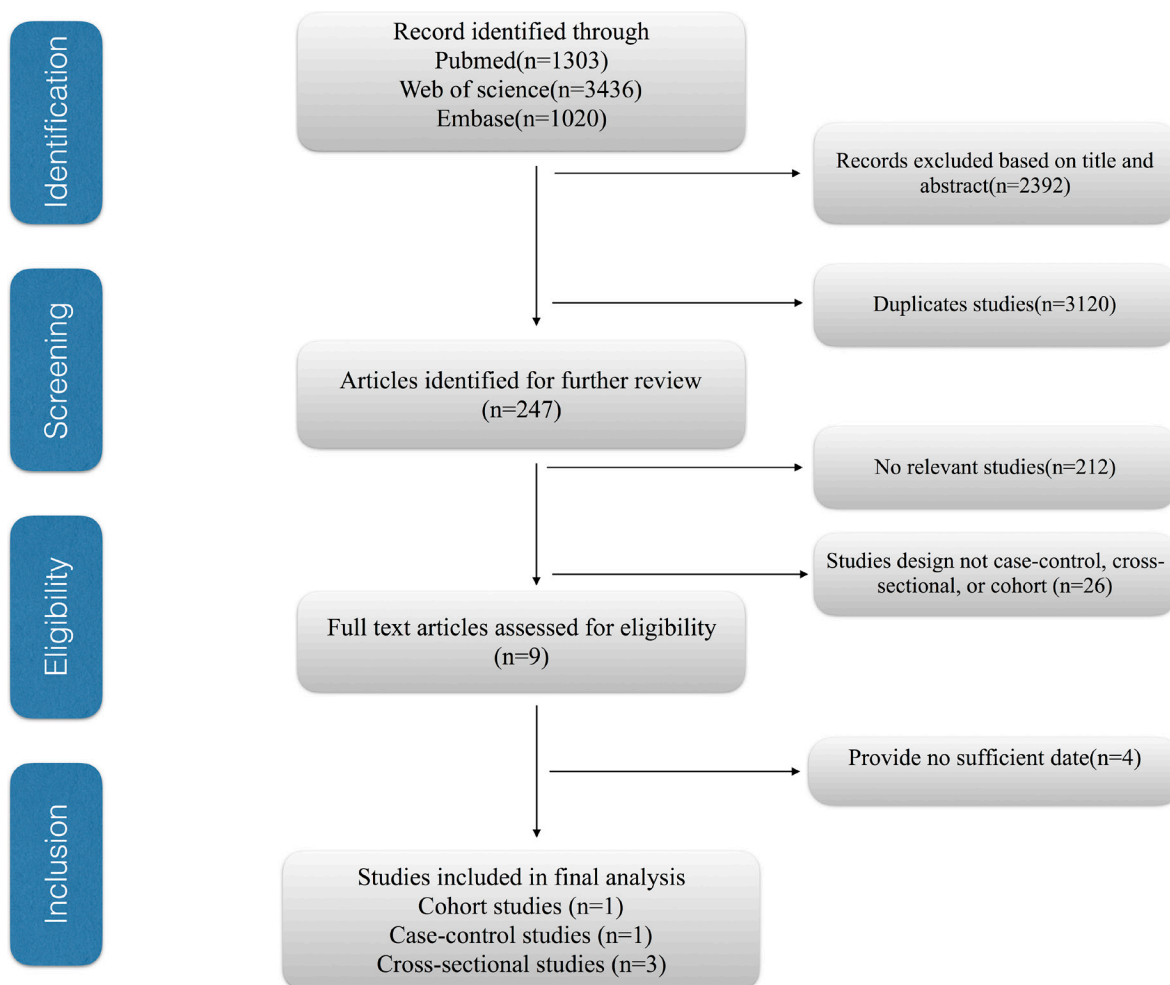 Identification
Record identified through
Pubmed(n=1303)
Web of science(n=3436)
Embase(n=1020)
Records excluded based on title and
abstract(n=2392)
Duplicates studies(n=3120)
Screening
Articles identified for further review
(n=247)
No relevant studies(n=212)
Eligibility
Studies design not case-control, cross-
sectional, or cohort (n=26)
Full text articles assessed for eligibility
(n=9)
Provide no sufficient date(n=4)
Inclusion
Studies included in final analysis
Cohort studies (n=1)
Case-control studies (n=1)
Cross-sectional studies (n=3)